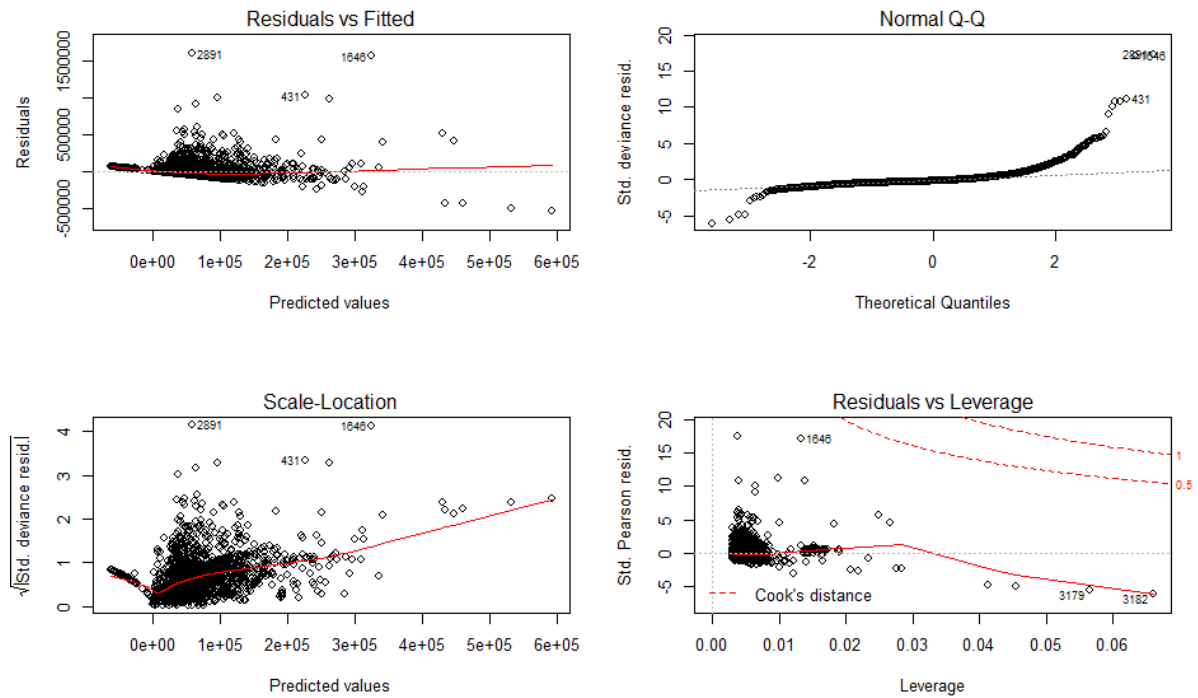 Residuals vs Fitted
Residuals
-500000 0 500000 1500000
2891
1646
431
0e+00 1e+05 2e+05 3e+05 4e+05 5e+05 6e+05
Predicted values
Normal Q-Q
Std. deviance resid.
-5 0 5 10 15 20
1646
431
-2 0 2
Theoretical Quantiles
Scale-Location
√|Std. deviance resid.|
0 1 2 3 4
2891
1646
431
0e+00 1e+05 2e+05 3e+05 4e+05 5e+05 6e+05
Predicted values
Residuals vs Leverage
Std. Pearson resid.
-5 0 5 10 15 20
1646
1
0.5
3179
3182
Cook's distance
0.00 0.01 0.02 0.03 0.04 0.05 0.06
Leverage